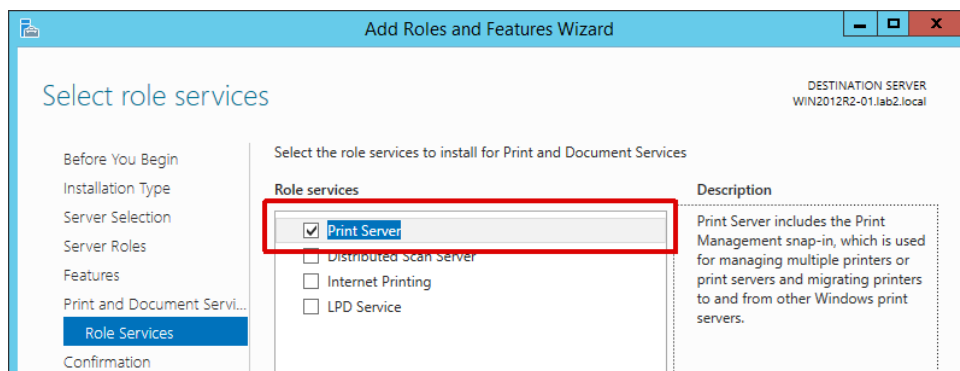 Add Roles and Features Wizard
Select role services
DESTINATION SERVER
WIN2012R2-01.lab2.local
Before You Begin
Installation Type
Server Selection
Server Roles
Features
Print and Document Servi...
Role Services
Confirmation
Select the role services to install for Print and Document Services
Role services
Print Server
Distributed Scan Server
Internet Printing
LPD Service
Description
Print Server includes the Print
Management snap-in, which is used
for managing multiple printers or
print servers and migrating printers
to and from other Windows print
servers.